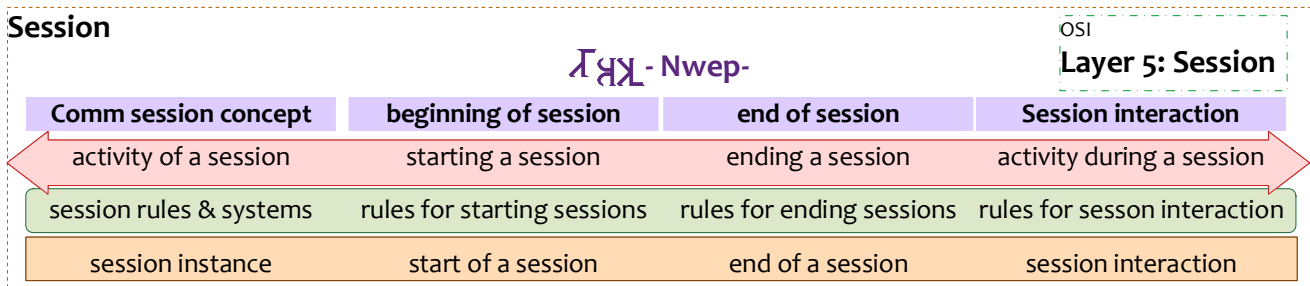 Session
OSI
Layer 5: Session
- Nwep-
Comm session concept beginning of session end of session Session interaction
activity of a session starting a session ending a session activity during a session
session rules & systems rules for starting sessions rules for ending sessions rules for sesson interaction
session instance start of a session end of a session session interaction